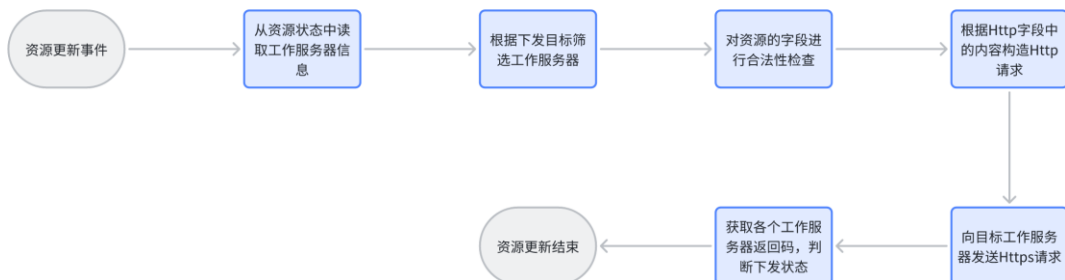 资源更新事件
从资源状态中读
取工作服务器信
息
根据下发目标筛
选工作服务器
对资源的字段进
行合法性检查
根据Http字段中
的内容构造Http
请求
向目标工作服务
器发送Https请求
获取各个工作服
务器返回码，判
断下发状态
资源更新结束